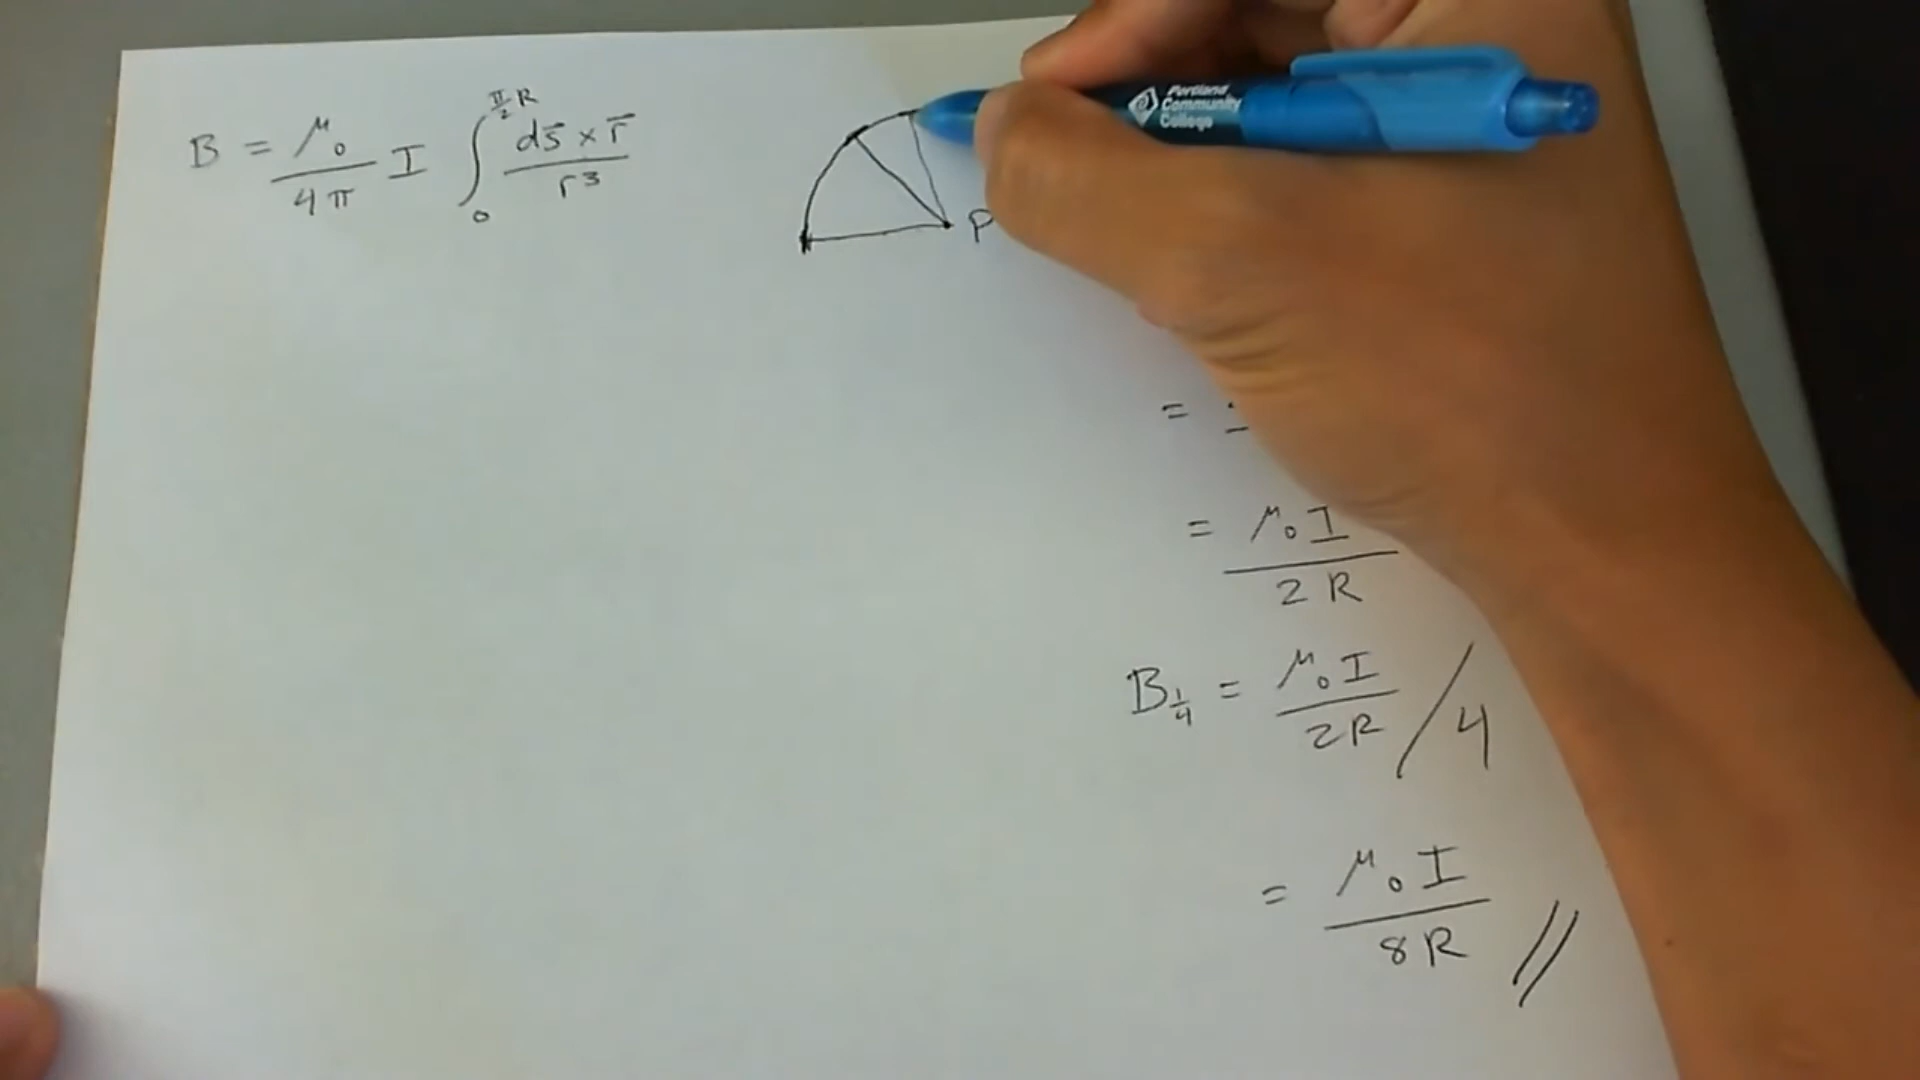 B = μ₀/4π I ∫₀^(π/2 R) ds⃗ × r⃗ / r³
P
Portland
Community
College
=
= μ₀I / 2R
B₁/₄ = μ₀I / 2R / 4
= μ₀I / 8R //